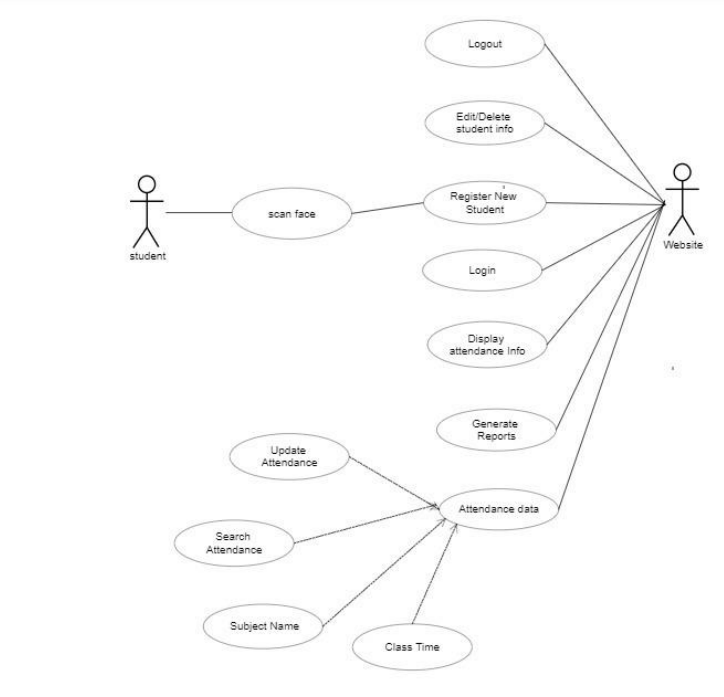 Logout
Edit/Delete
student info
Register New
Student
scan face
student
Website
Login
Display
attendance Info
Generate
Reports
Update
Attendance
Attendance data
Search
Attendance
Subject Name
Class Time